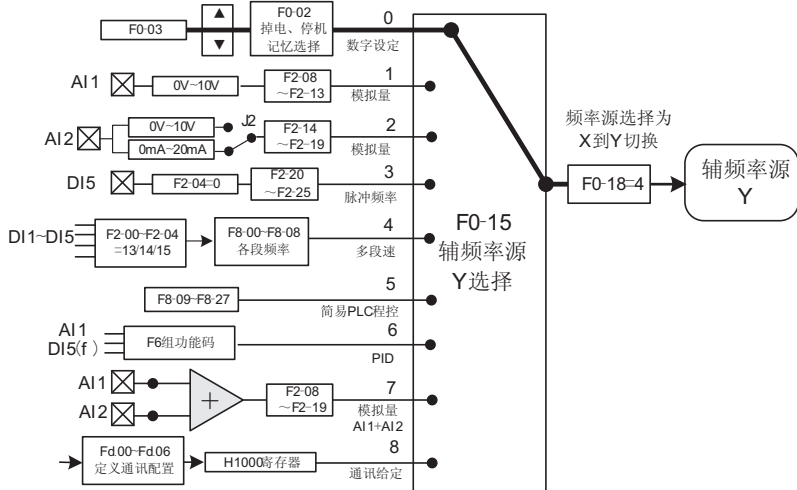 F0-03
▲
▼
F0-02
掉电、停机
记忆选择
0
数字设定
AI1
0V~10V
F2-08
～F2-13
1
模拟量
AI2
0V~10V
0mA~20mA
J2
F2-14
～F2-19
2
模拟量
DI5
F2-04=0
F2-20
～F2-25
3
脉冲频率
DI1~DI5
F2-00~F2-04
=13/14/15
F8-00~F8-08
各段频率
4
多段速
F8-09~F8-27
5
简易PLC程控
AI1
DI5(f)
F6组功能码
6
PID
AI1
AI2
+
F2-08
～F2-19
7
模拟量
AI1+AI2
Fd.00~Fd.06
定义通讯配置
H1000寄存器
8
通讯给定
F0-15
辅频率源
Y选择
频率源选择为
X到Y切换
F0-18=4
辅频率源
Y